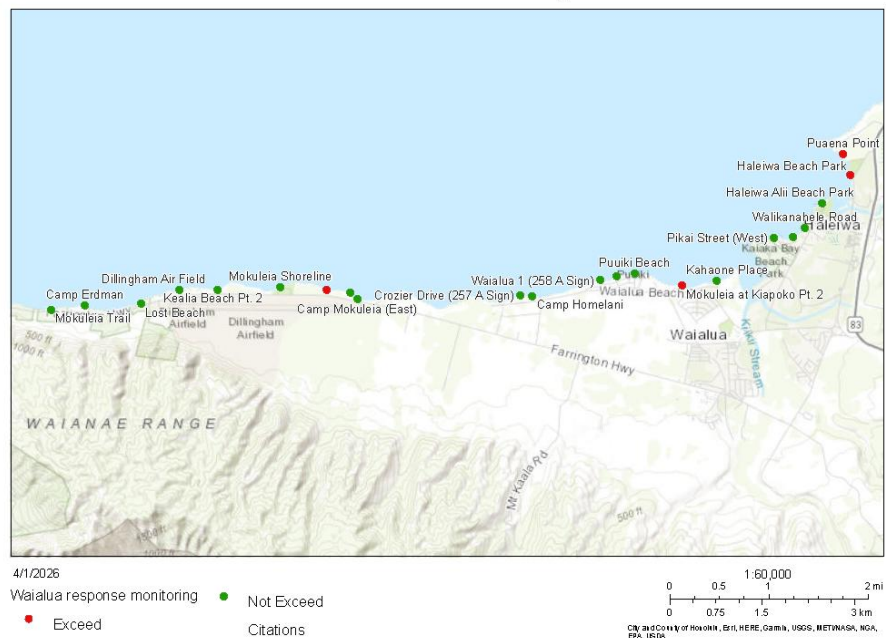 Puaena Point
Haleiwa Beach Park
Haleiwa Alii Beach Park
Walikanahele Road
Haleiwa
Pikai Street (West)
Kaiaka Bay
Beach
Park
Puuiki Beach
Puuiki
Kahaone Place
Mokuleia Shoreline
Waialua 1 (258 A Sign)
Dillingham Air Field
Waialua Beach
Mokuleia at Kiapoko Pt. 2
Camp Erdman
Kealia Beach Pt. 2
Crozier Drive (257 A Sign)
Camp Homelani
Mokuleia Trail
Lost Beach
Airfield
Camp Mokuleia (East)
Dillingham
Airfield
Waialua
Kiikii Stream
83
500 ft
1000 ft
Farrington Hwy
WAIANAE RANGE
Mt Kaala Rd
500 ft
1500 ft
1000 ft
4/1/2026
1:60,000
Waialua response monitoring
Not Exceed
Exceed
Citations
0 0.5 1 2 mi
0 0.75 1.5 3 km
City and County of Honolulu, Esri, HERE, Garmin, USGS, METI/NASA, NGA,
EPA, USDA